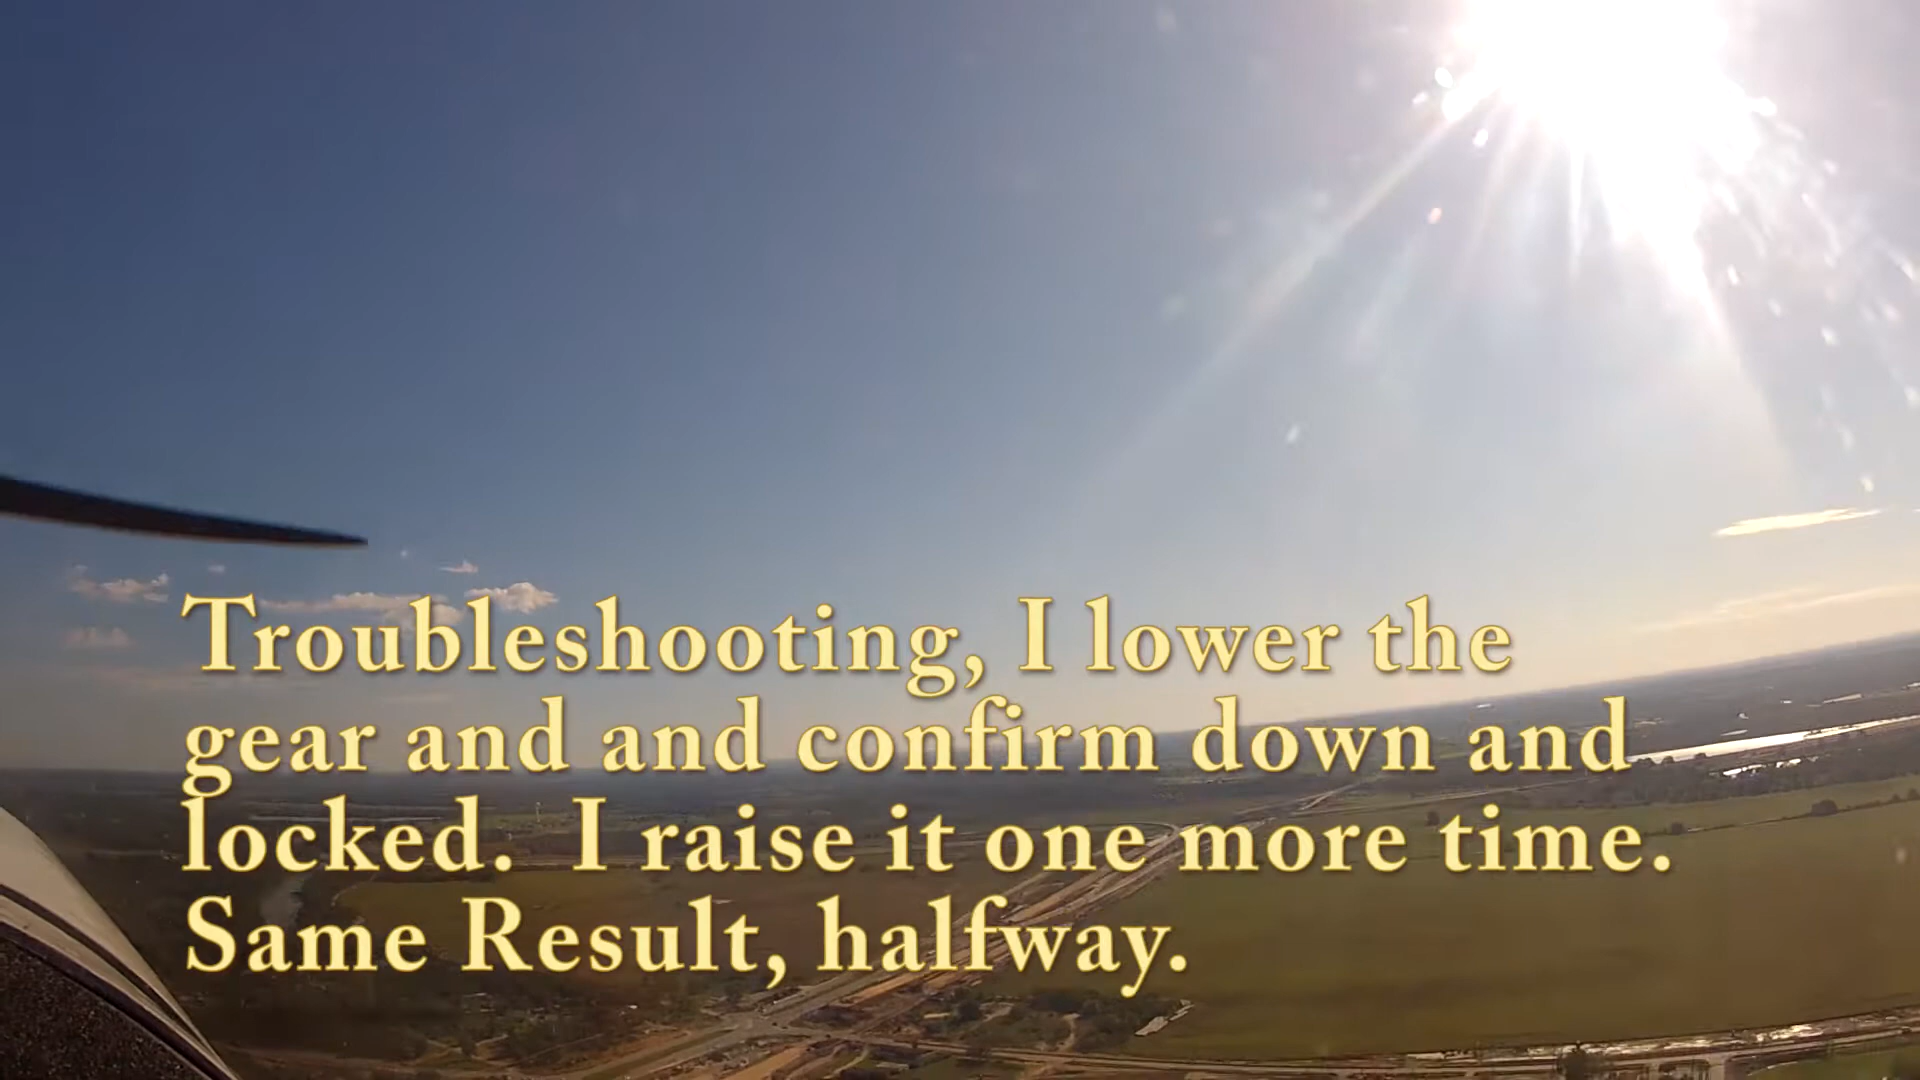 Troubleshooting, I lower the
gear and and confirm down and
locked.  I raise it one more time.
Same Result, halfway.